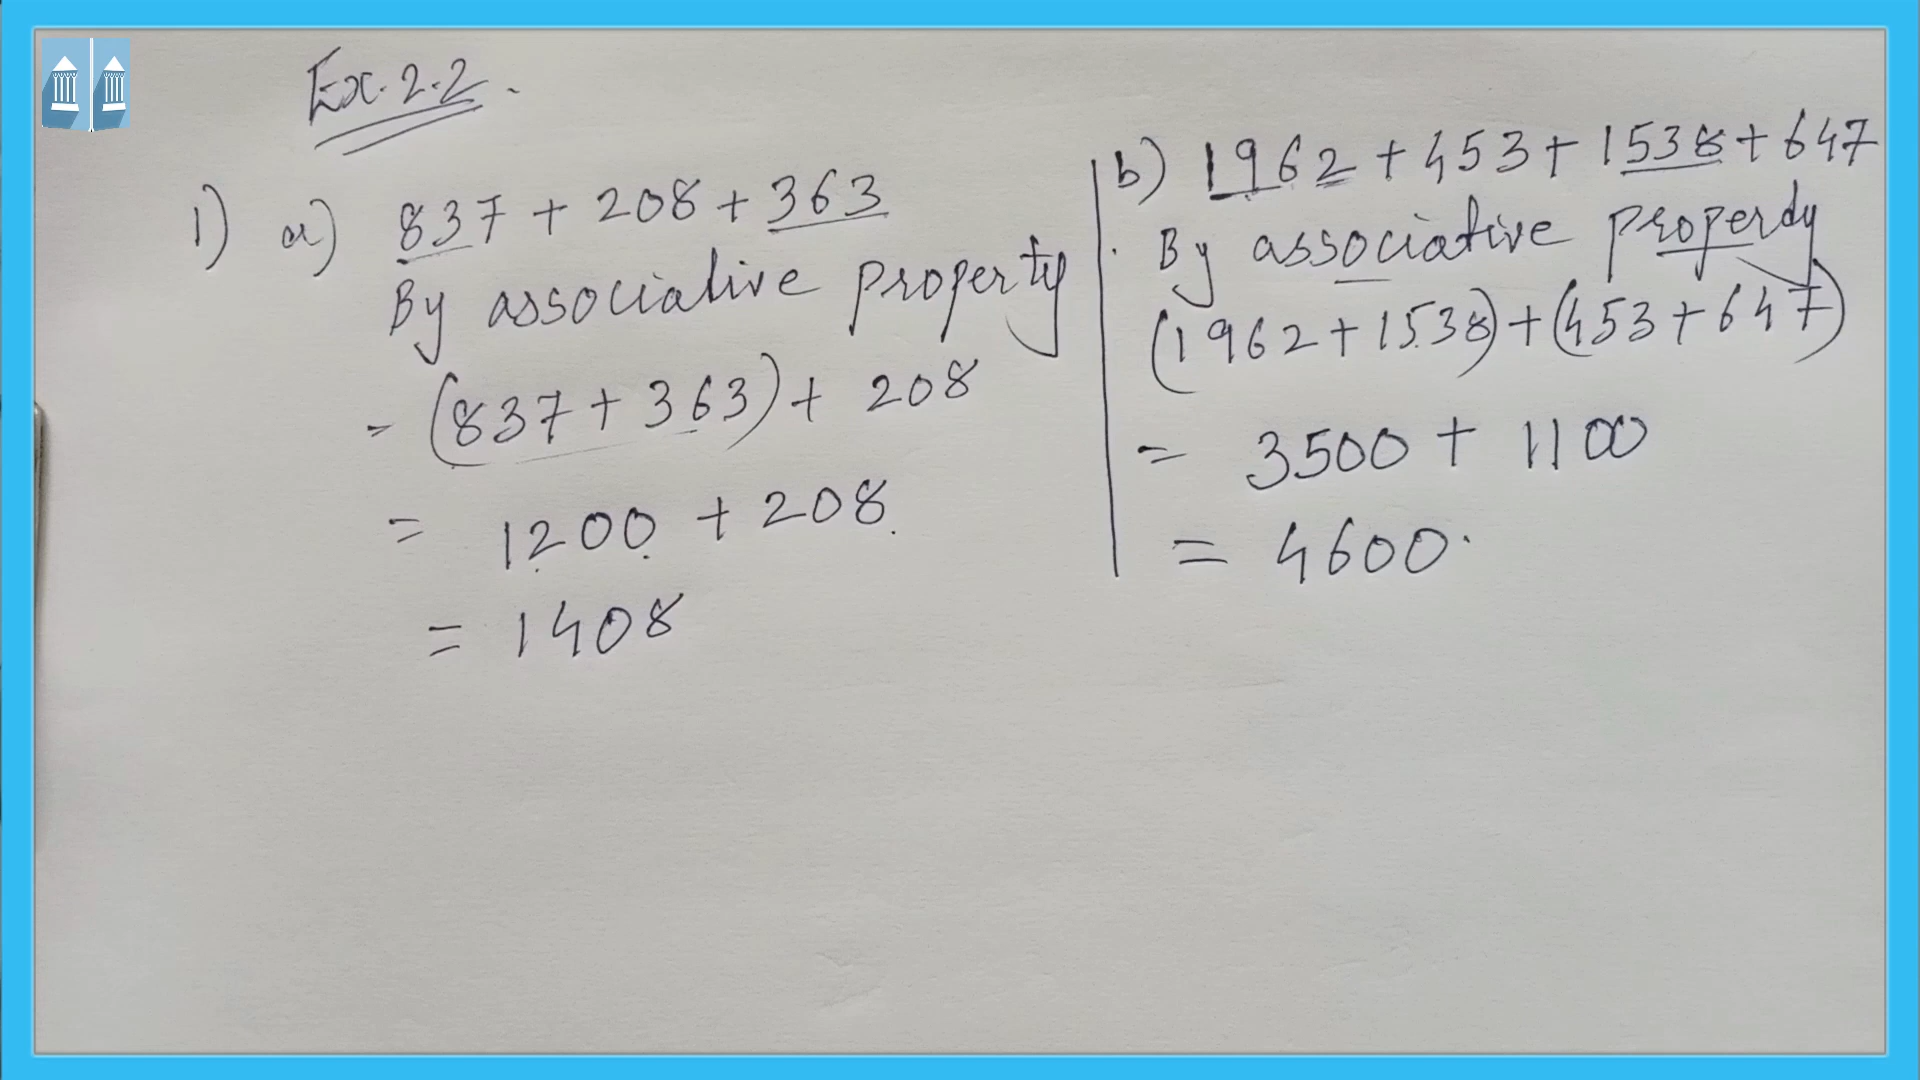 Ex. 2.2.
1) a) 837 + 208 + 363
By associative property
= (837 + 363) + 208
= 1200 + 208
= 1408
b) 1962 + 453 + 1538 + 647
By associative property
(1962 + 1538) + (453 + 647)
= 3500 + 1100
= 4600.